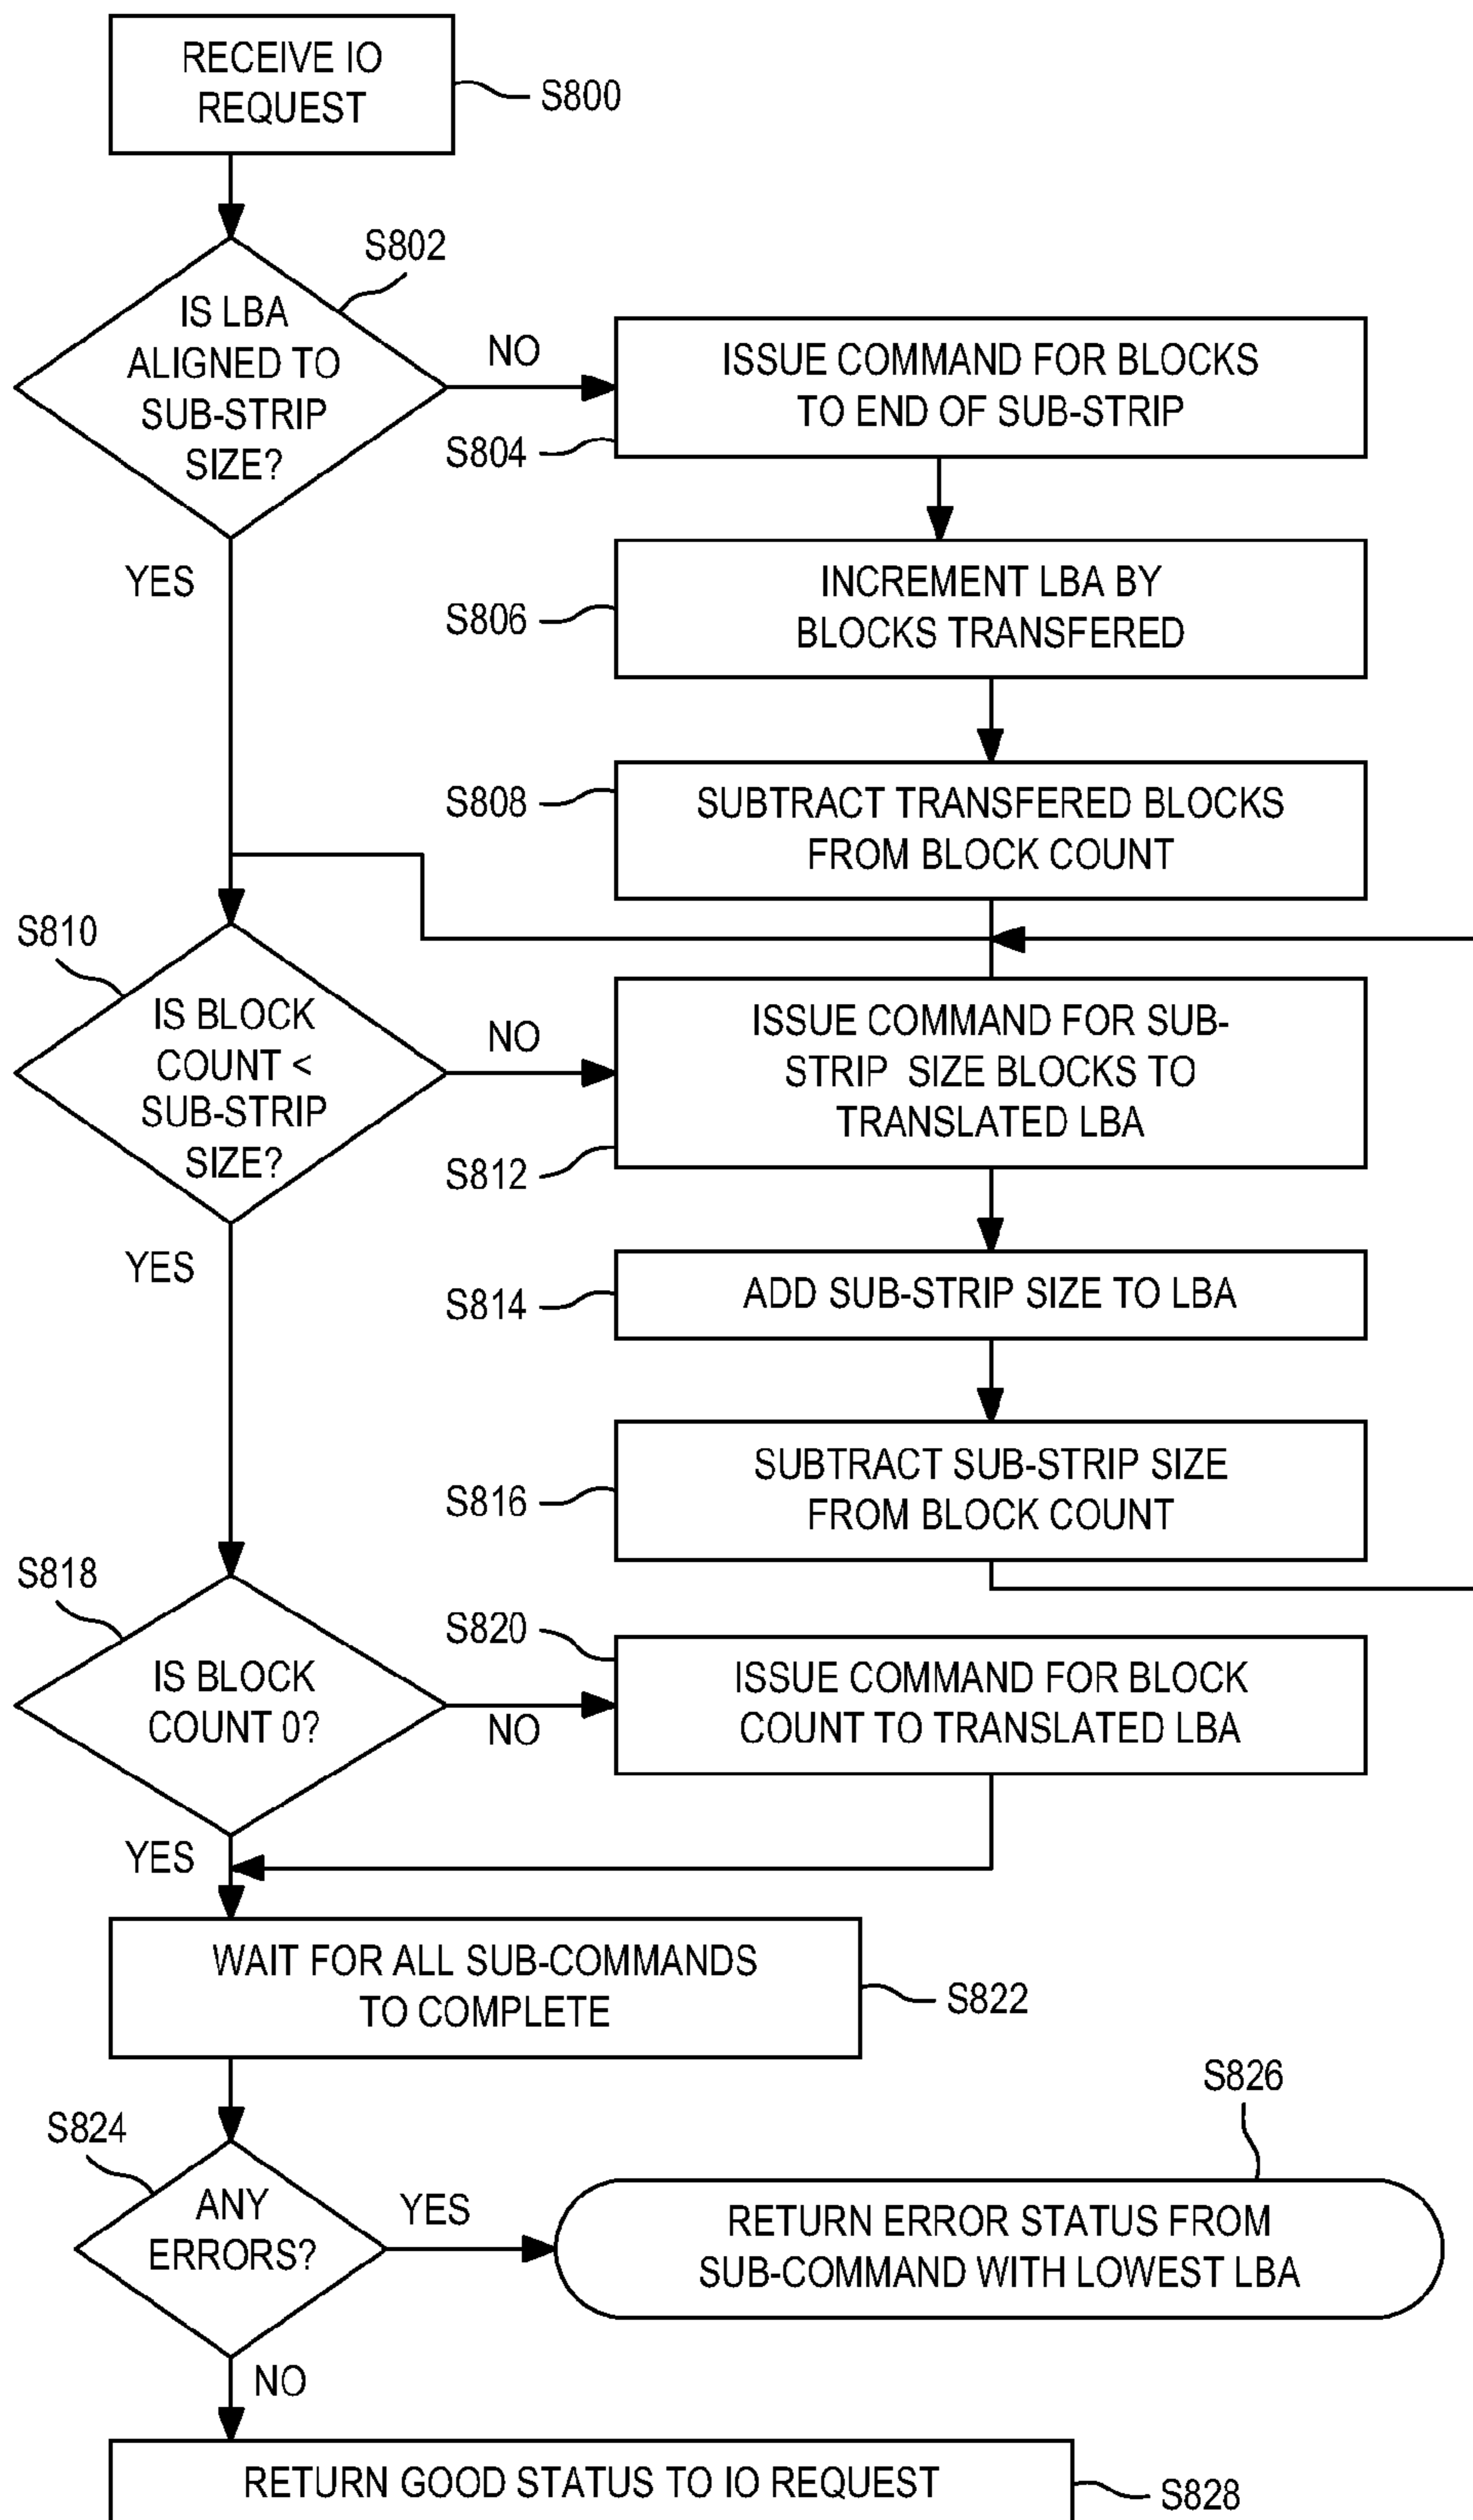 RECEIVE IO
REQUEST
S800
S802
IS LBA
ALIGNED TO
SUB-STRIP
SIZE?
NO
YES
ISSUE COMMAND FOR BLOCKS
TO END OF SUB-STRIP
S804
INCREMENT LBA BY
BLOCKS TRANSFERED
S806
SUBTRACT TRANSFERED BLOCKS
FROM BLOCK COUNT
S808
S810
IS BLOCK
COUNT <
SUB-STRIP
SIZE?
NO
YES
ISSUE COMMAND FOR SUB-
STRIP SIZE BLOCKS TO
TRANSLATED LBA
S812
ADD SUB-STRIP SIZE TO LBA
S814
SUBTRACT SUB-STRIP SIZE
FROM BLOCK COUNT
S816
S818
IS BLOCK
COUNT 0?
NO
YES
S820
ISSUE COMMAND FOR BLOCK
COUNT TO TRANSLATED LBA
WAIT FOR ALL SUB-COMMANDS
TO COMPLETE
S822
S824
ANY
ERRORS?
YES
NO
S826
RETURN ERROR STATUS FROM
SUB-COMMAND WITH LOWEST LBA
RETURN GOOD STATUS TO IO REQUEST
S828